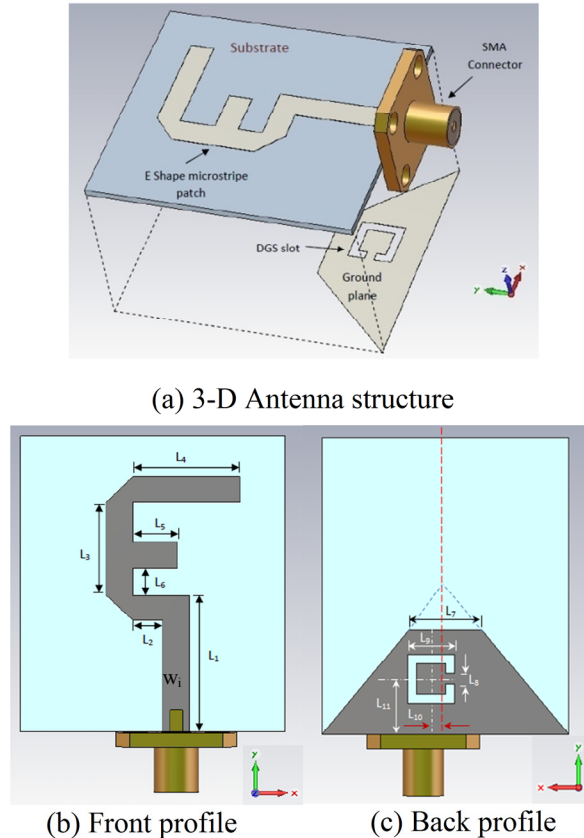 Substrate
SMA
Connector
E Shape microstripe
patch
DGS slot
Ground
plane
z
x
y
(a) 3-D Antenna structure
L4
L5
L3
L6
L2
L1
Wi
y
z
x
(b) Front profile
L7
L9
L8
L11
L10
y
x
z
(c) Back profile